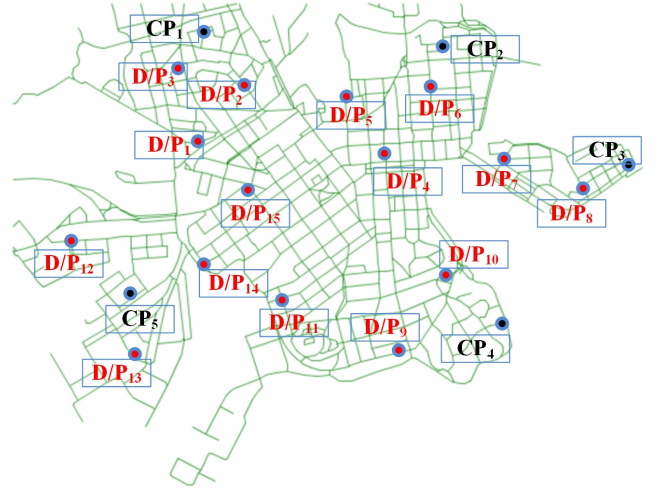 CP₁
CP₂
D/P₃
D/P₂
D/P₅
D/P₆
D/P₁
CP₃
D/P₄
D/P₇
D/P₈
D/P₁₅
D/P₁₂
D/P₁₀
D/P₁₄
CP₅
D/P₁₁
D/P₉
CP₄
D/P₁₃